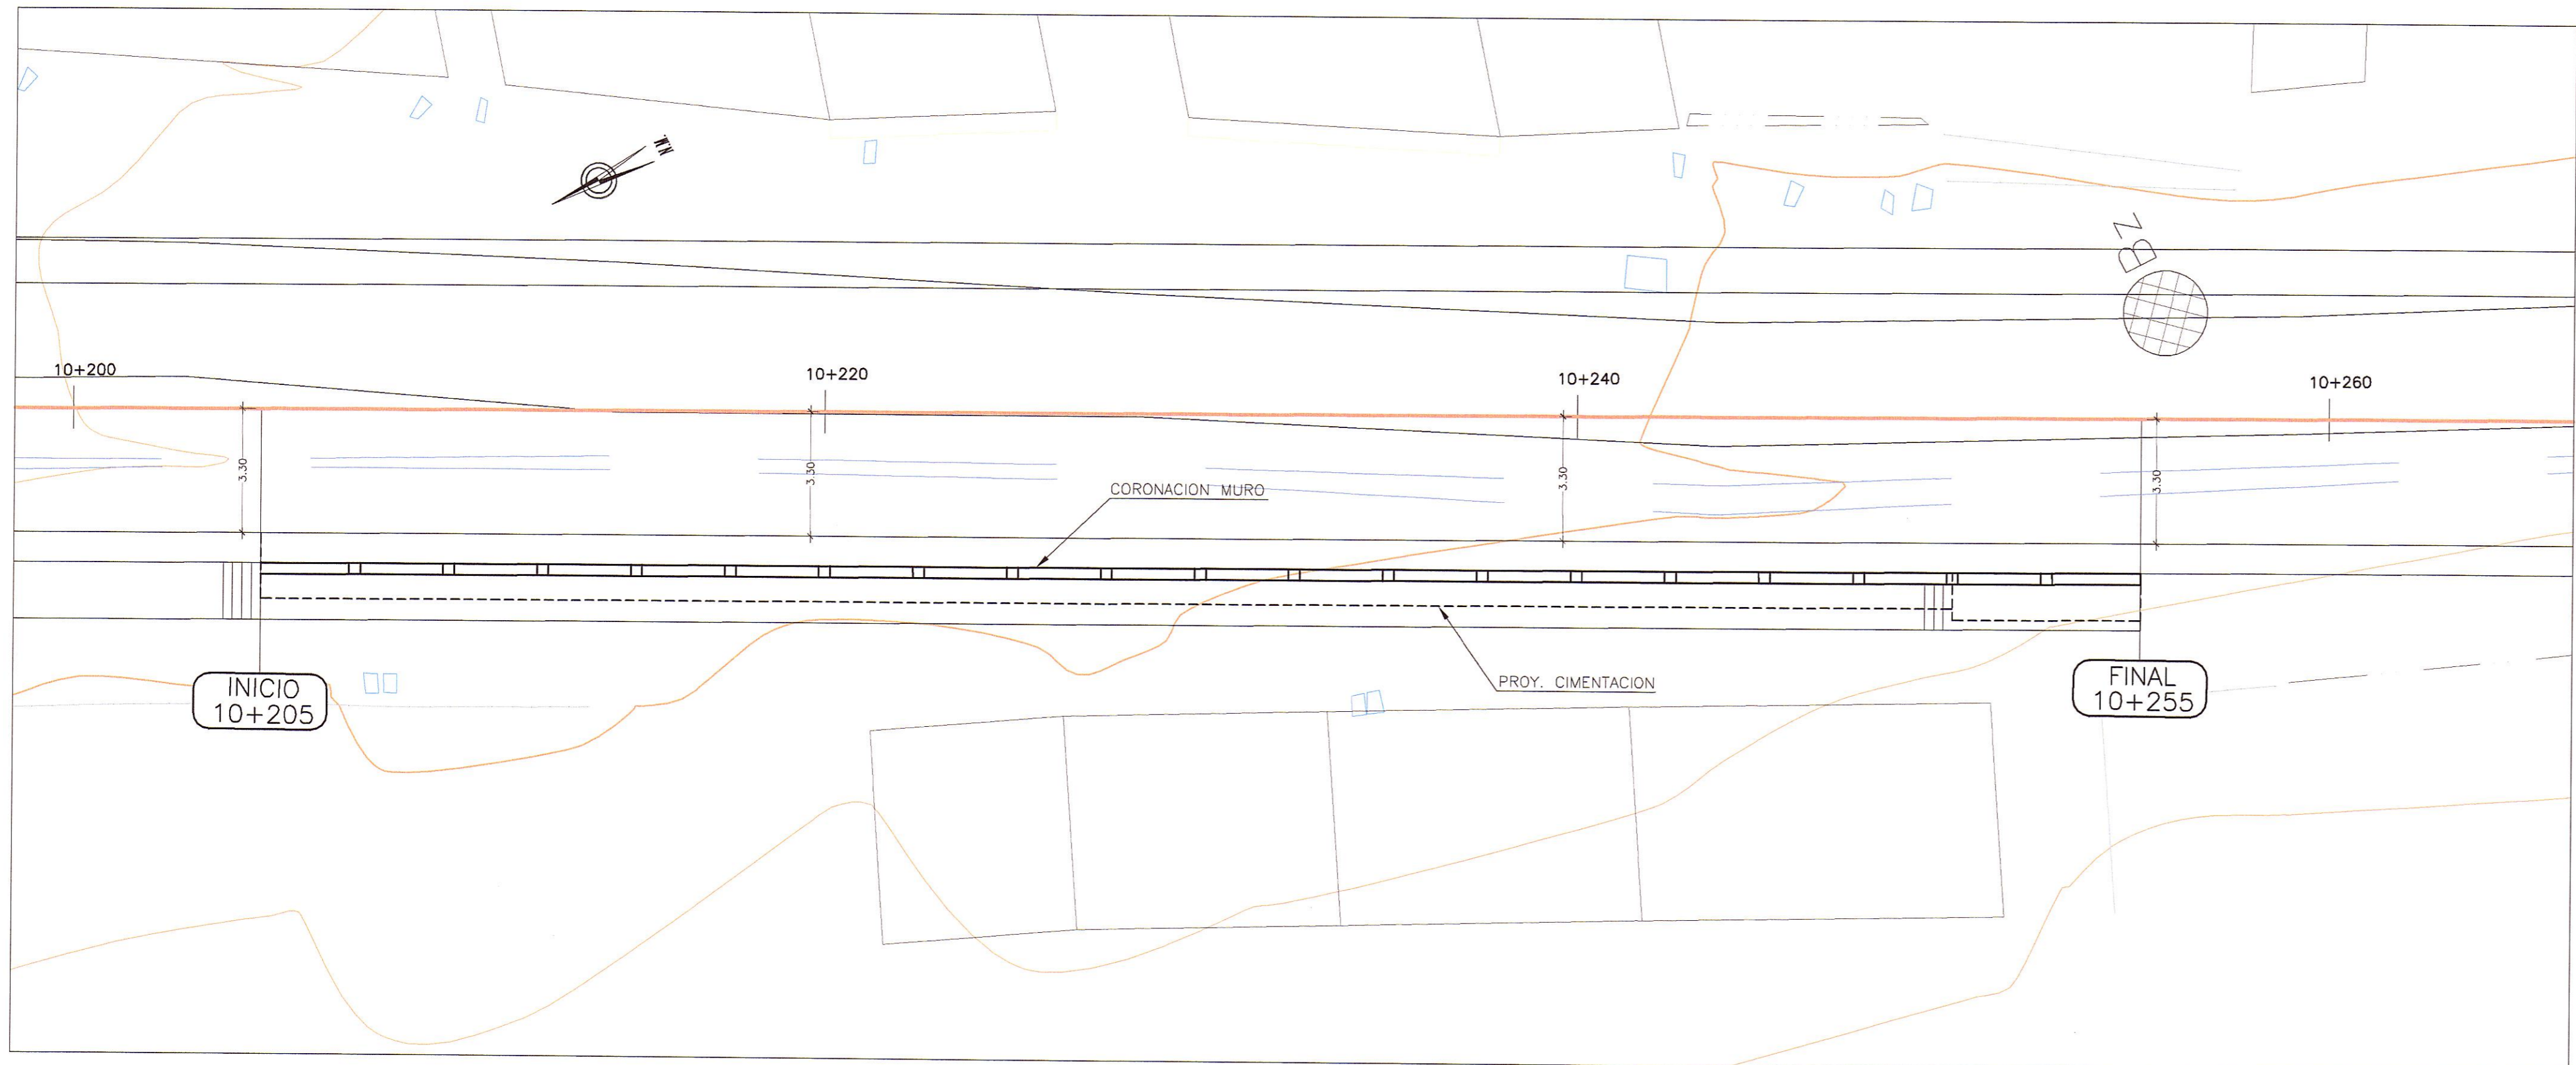 N.M.
BZ
10+200
10+220
10+240
10+260
3.30
3.30
3.30
3.30
CORONACION MURO
PROY. CIMENTACION
INICIO
10+205
FINAL
10+255